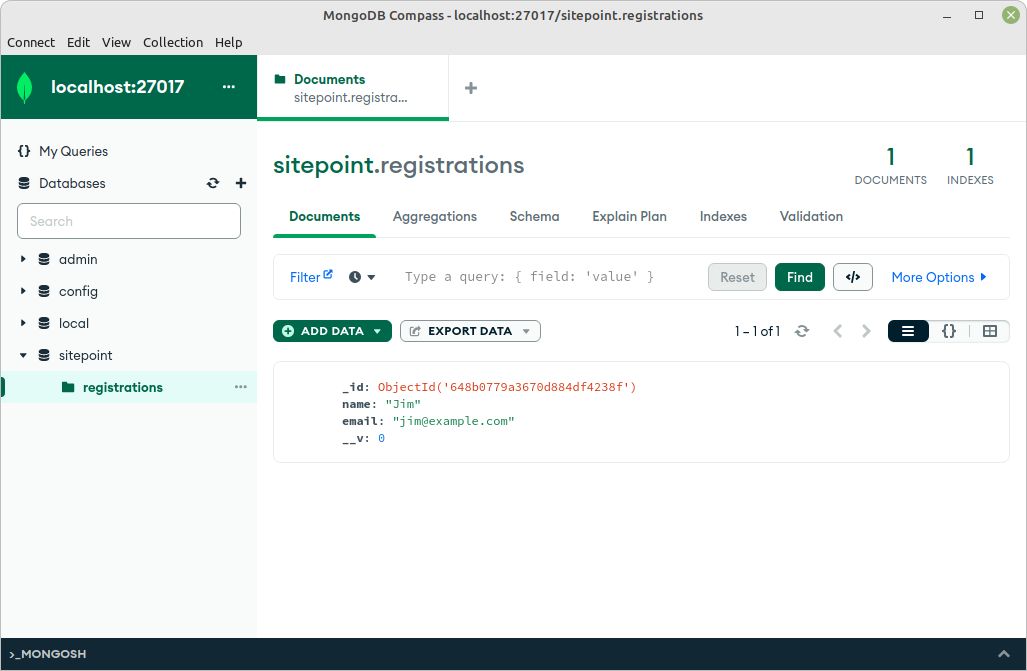 MongoDB Compass - localhost:27017/sitepoint.registrations
Connect Edit View Collection Help
localhost:27017 ...
Documents
sitepoint.registra...
My Queries
Databases
Search
admin
config
local
sitepoint
registrations
sitepoint.registrations
1
DOCUMENTS
1
INDEXES
Documents Aggregations Schema Explain Plan Indexes Validation
Filter Type a query: { field: 'value' } Reset Find </> More Options
ADD DATA EXPORT DATA 1 – 1 of 1 {}
_id: ObjectId('648b0779a3670d884df4238f')
name: "Jim"
email: "jim@example.com"
__v: 0
>_MONGOSH